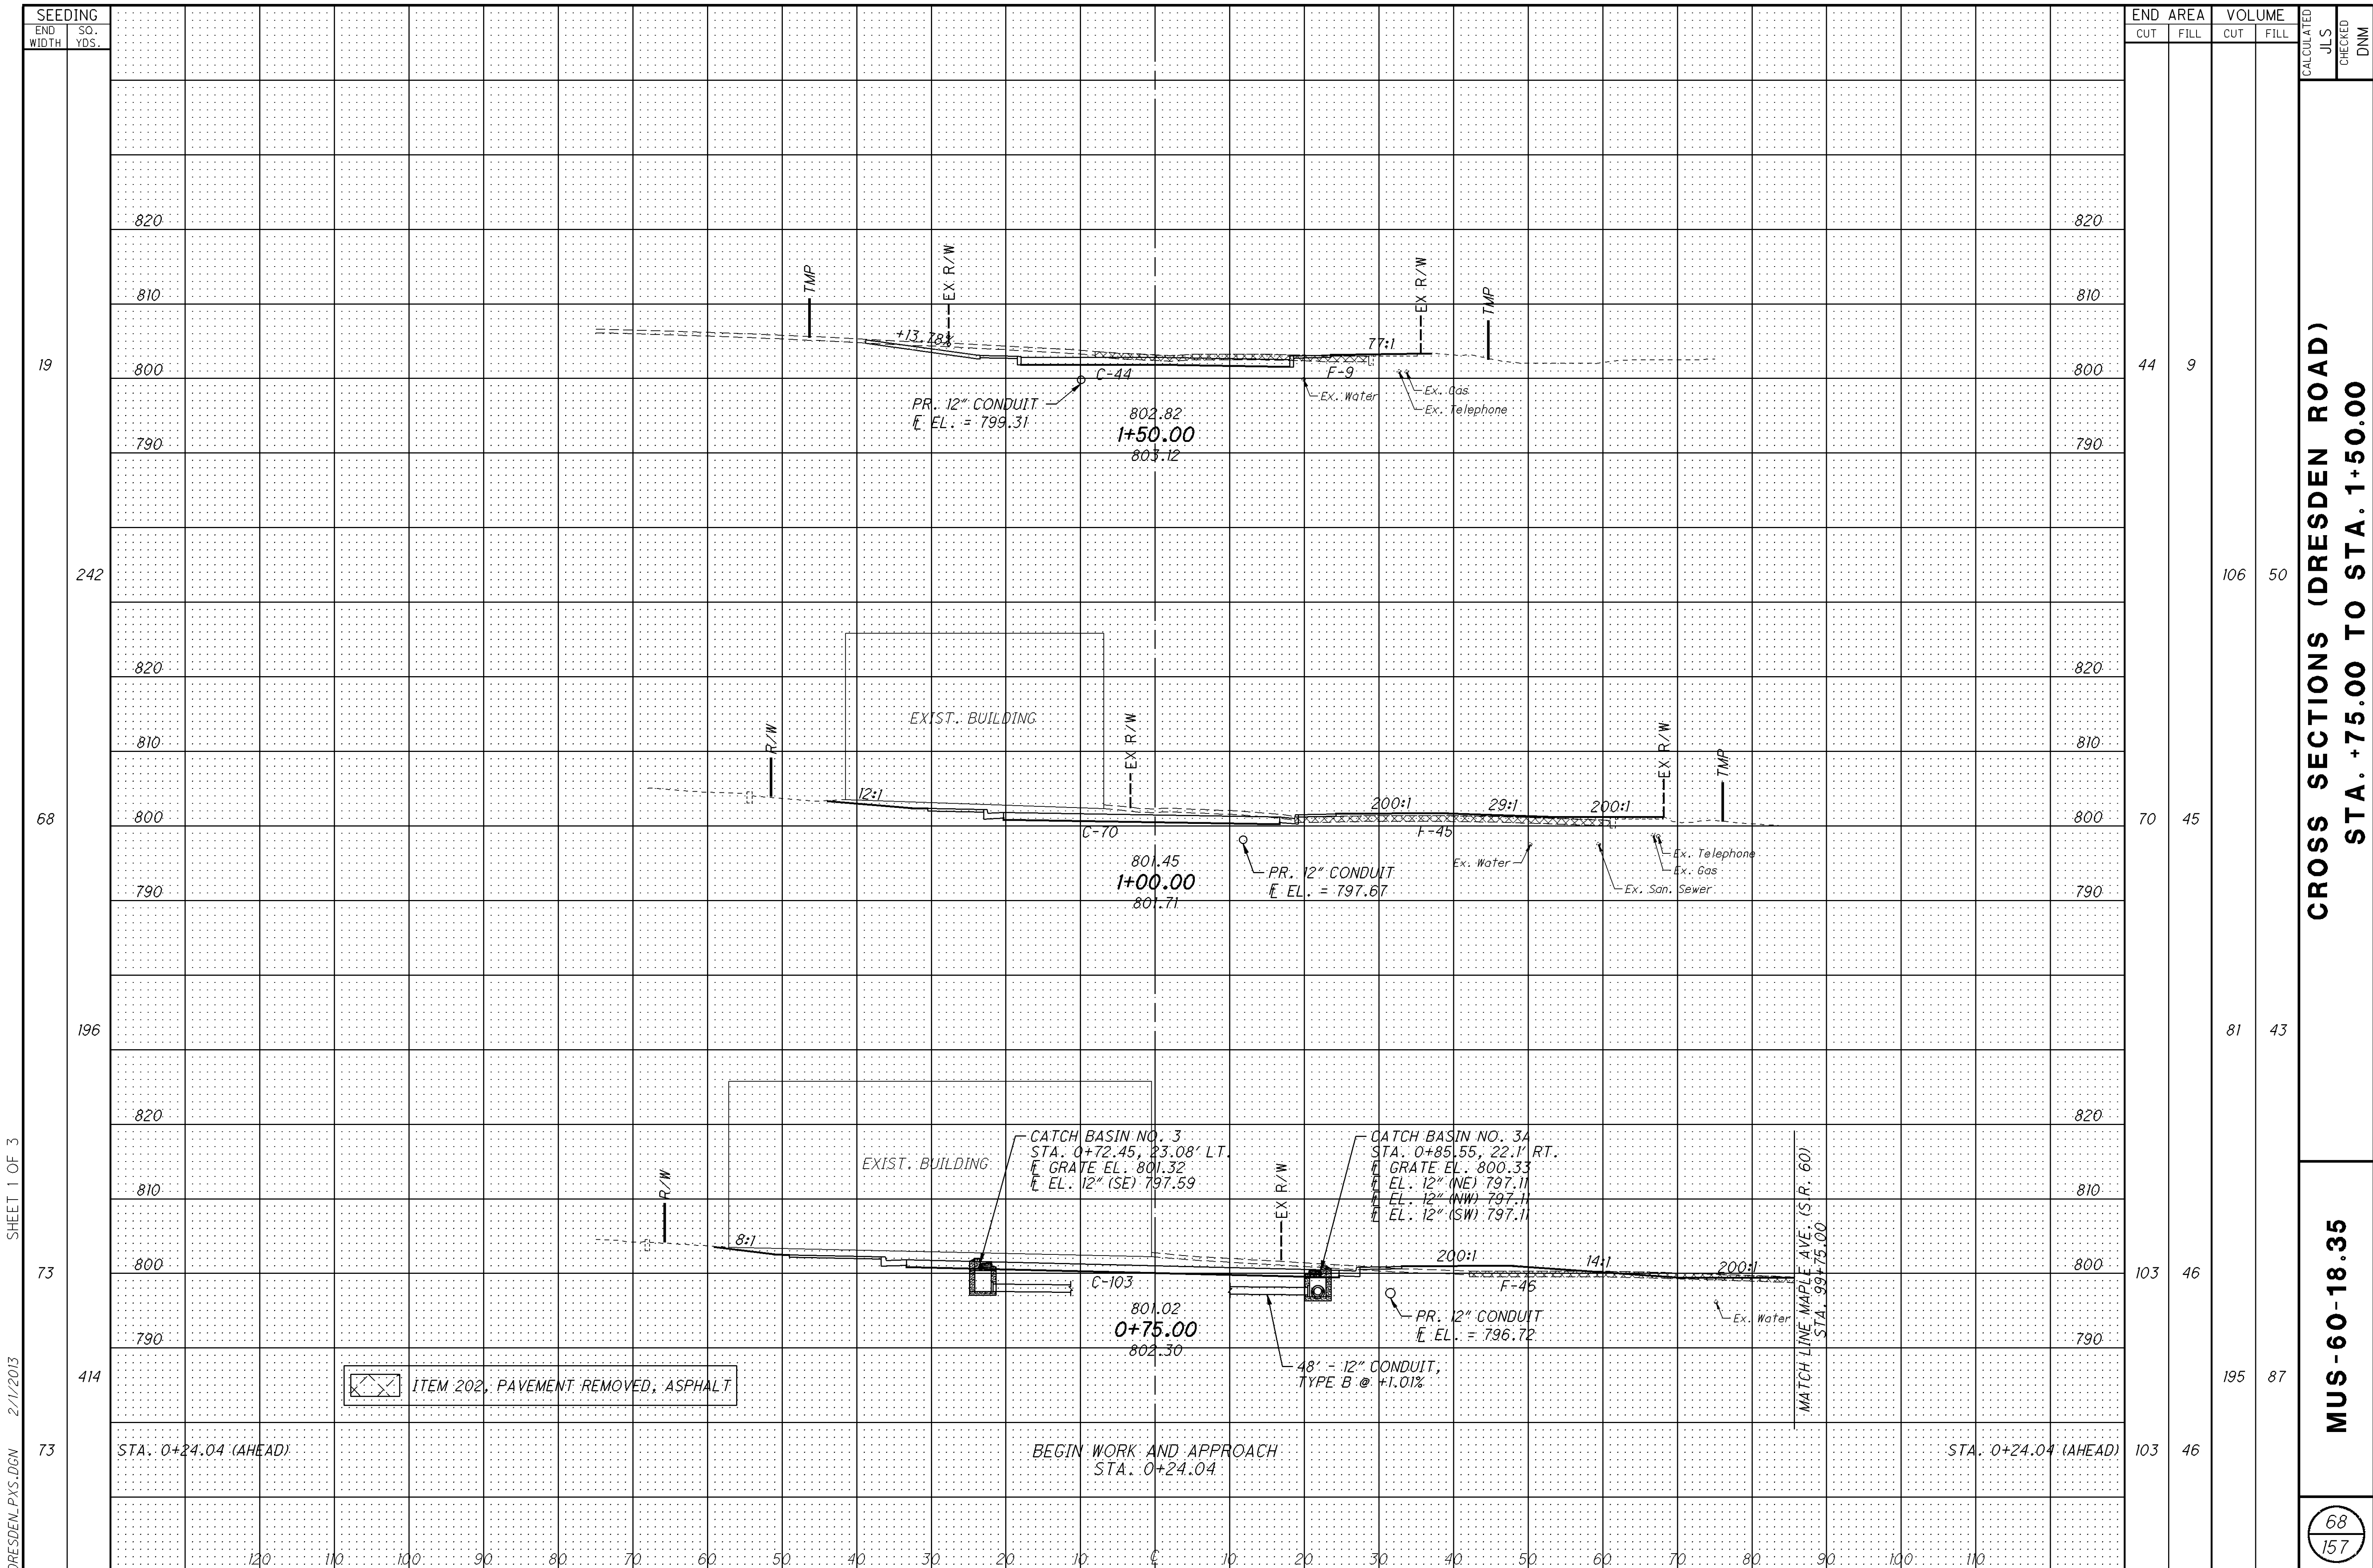 SEEDING
END WIDTH
SQ. YDS.
END AREA
VOLUME
CUT
FILL
CUT
FILL
CALCULATED
JLS
CHECKED
DNM
820
820
810
TMP
EX R/W
EX R/W
TMP
810
+13.78%
77:1
19
800
C-44
F-9
800
44
9
Ex. Water
Ex. Gas
Ex. Telephone
PR. 12" CONDUIT
℄ EL. = 799.31
802.82
1+50.00
803.12
790
790
242
106
50
820
820
EXIST. BUILDING
810
R/W
EX R/W
EX R/W
TMP
810
12:1
200:1
29:1
200:1
68
800
C-70
F-45
800
70
45
Ex. Water
Ex. Telephone
Ex. Gas
Ex. San. Sewer
801.45
1+00.00
801.71
PR. 12" CONDUIT
℄ EL. = 797.67
790
790
196
81
43
820
820
EXIST. BUILDING
CATCH BASIN NO. 3
STA. 0+72.45, 23.08' LT.
℄ GRATE EL. 801.32
℄ EL. 12" (SE) 797.59
CATCH BASIN NO. 3A
STA. 0+85.55, 22.1' RT.
℄ GRATE EL. 800.33
℄ EL. 12" (NE) 797.11
℄ EL. 12" (NW) 797.11
℄ EL. 12" (SW) 797.11
810
R/W
EX R/W
810
8:1
200:1
14:1
200:1
73
800
C-103
F-46
800
103
46
801.02
0+75.00
802.30
PR. 12" CONDUIT
℄ EL. = 796.72
Ex. Water
48' - 12" CONDUIT,
TYPE B @ +1.01%
MATCH LINE MAPLE AVE. (S.R. 60)
STA. 99+75.00
790
790
414
195
87
ITEM 202, PAVEMENT REMOVED, ASPHALT
73
STA. 0+24.04 (AHEAD)
BEGIN WORK AND APPROACH
STA. 0+24.04
STA. 0+24.04 (AHEAD)
103
46
120 110 100 90 80 70 60 50 40 30 20 10 ℄ 10 20 30 40 50 60 70 80 90 100 110
CROSS SECTIONS (DRESDEN ROAD)
STA. +75.00 TO STA. 1+50.00
MUS-60-18.35
68
157
SHEET 1 OF 3
2/1/2013